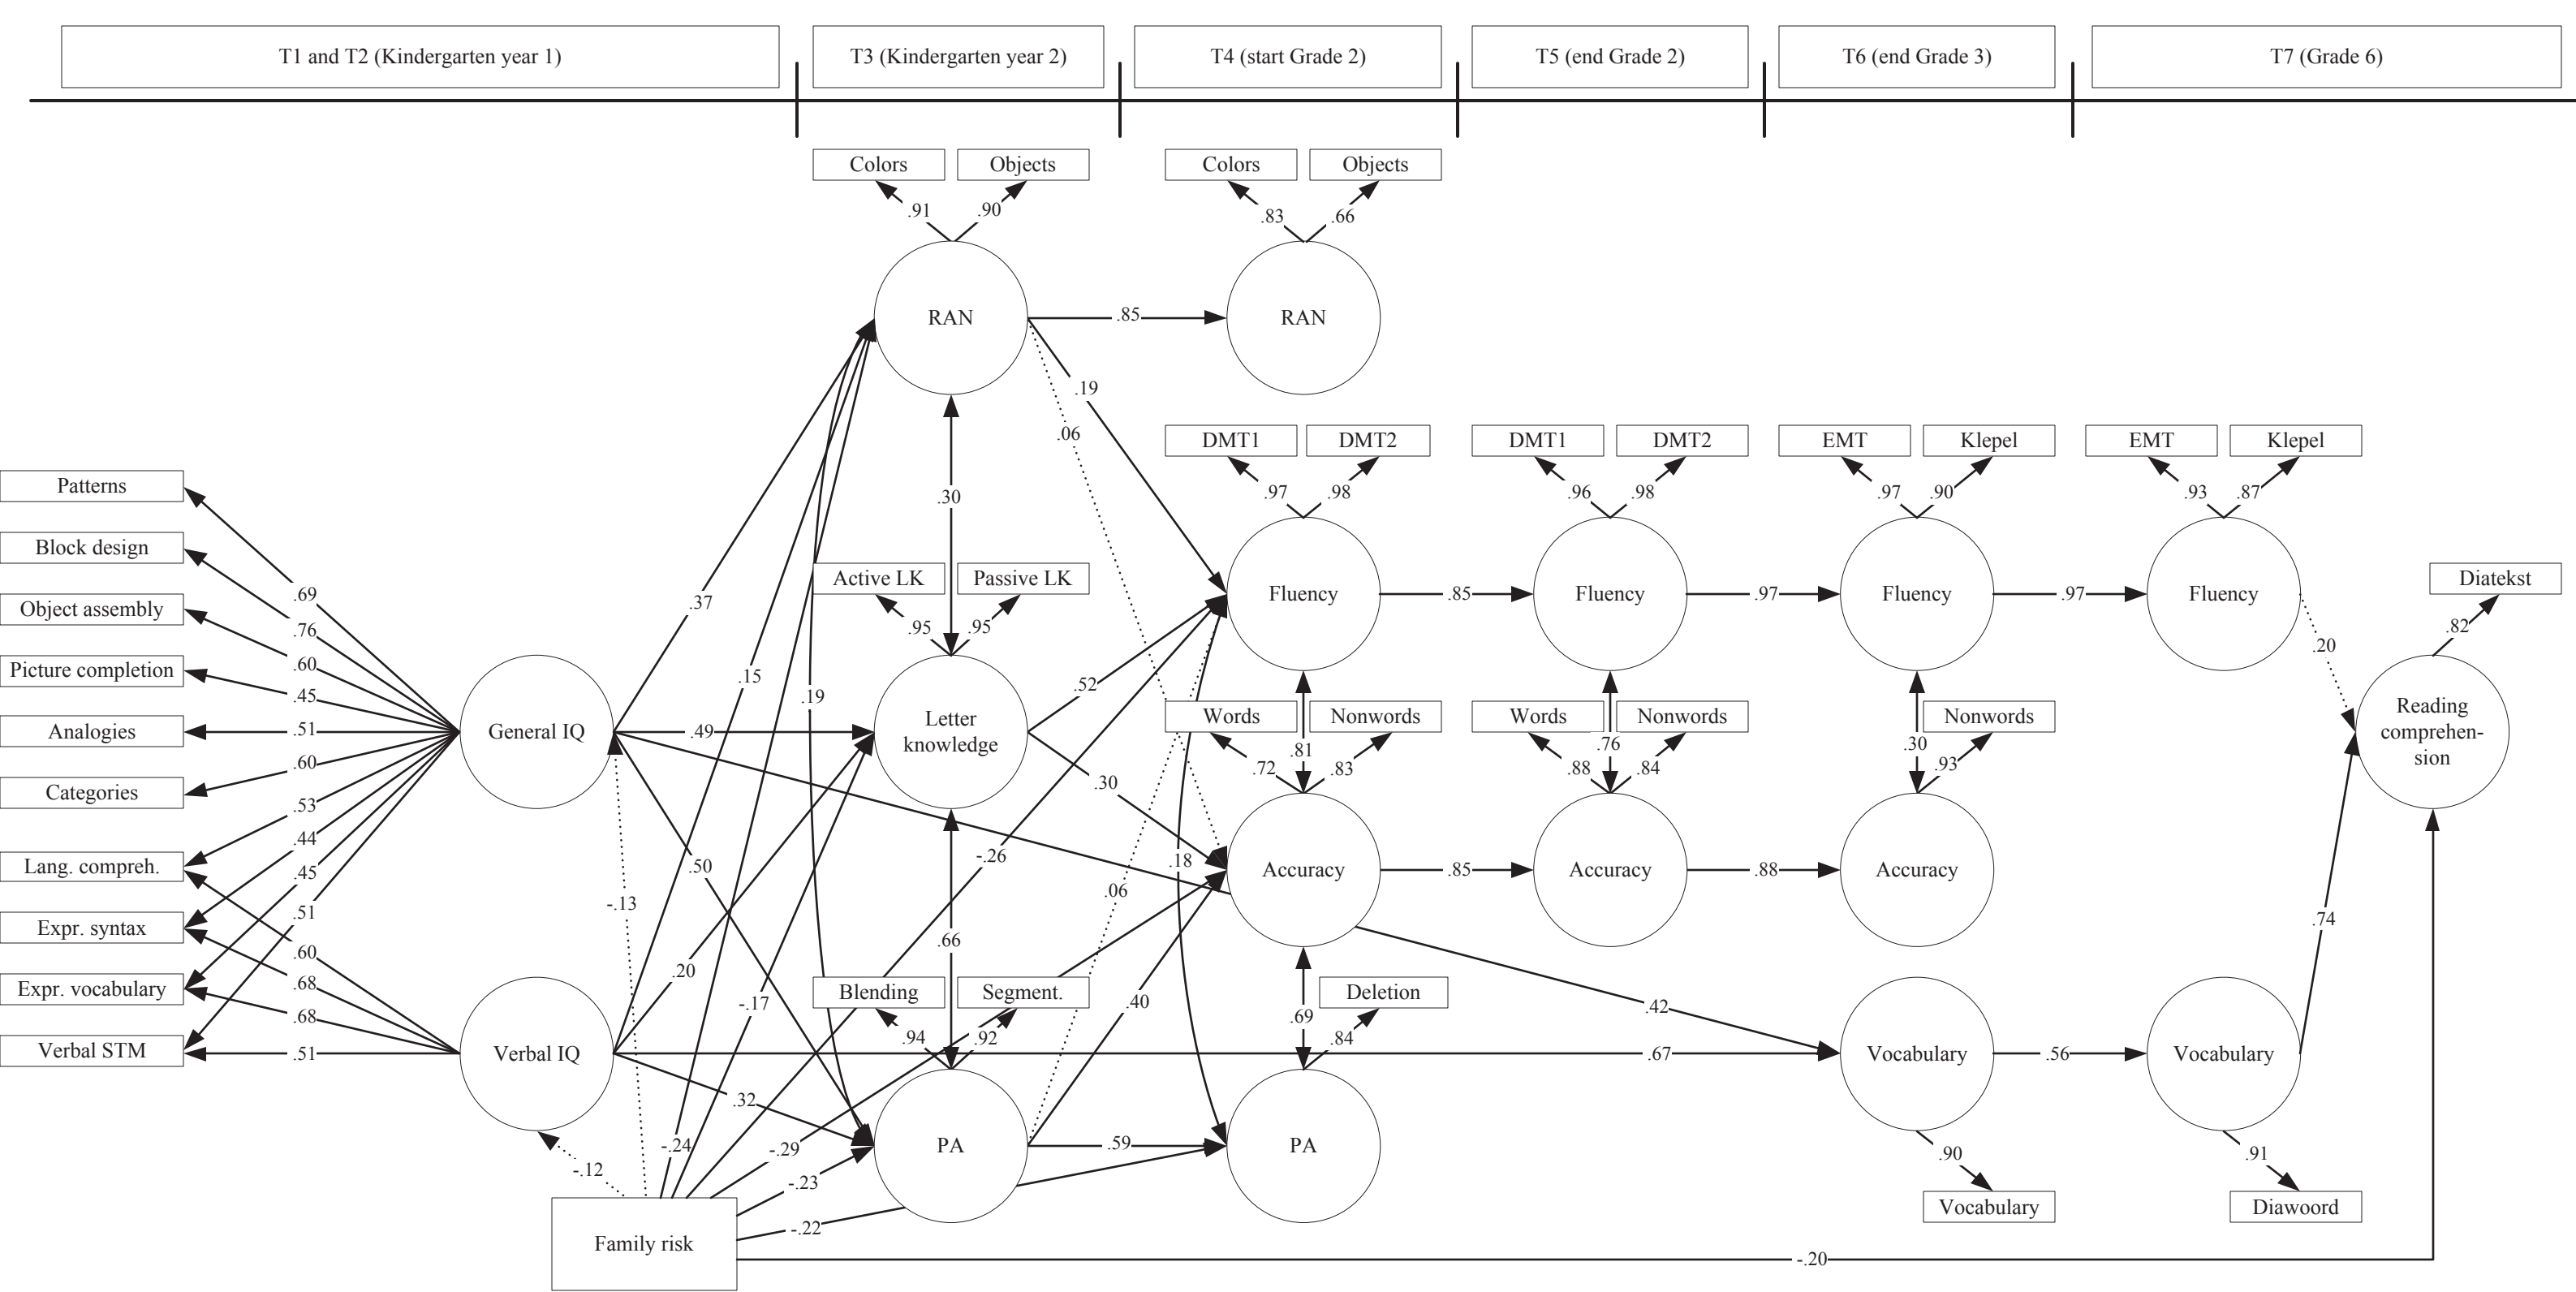 T1 and T2 (Kindergarten year 1)
T3 (Kindergarten year 2)
T4 (start Grade 2)
T5 (end Grade 2)
T6 (end Grade 3)
T7 (Grade 6)
Colors
Objects
Colors
Objects
.91
.90
.83
.66
RAN
.85
RAN
.19
.06
DMT1
DMT2
DMT1
DMT2
EMT
Klepel
EMT
Klepel
.97
.98
.96
.98
.97
.90
.93
.87
.30
Patterns
Block design
Object assembly
Picture completion
Analogies
Categories
Lang. compreh.
Expr. syntax
Expr. vocabulary
Verbal STM
.69
.76
.60
.45
.51
.60
.53
.44
.45
.51
.60
.68
.68
.51
General IQ
Verbal IQ
.37
.15
.19
.49
.50
-.13
.20
-.17
.32
-.24
-.12
-.29
-.23
-.22
-.20
Family risk
Active LK
Passive LK
.95
.95
Letter
knowledge
.52
.30
-.26
.66
.06
.18
.40
Blending
Segment.
.94
.92
PA
.59
PA
Fluency
.85
Fluency
.97
Fluency
.97
Fluency
.20
Words
Nonwords
Words
Nonwords
Nonwords
.81
.72
.83
.76
.88
.84
.30
.93
Accuracy
.85
Accuracy
.88
Accuracy
Deletion
.69
.84
.42
.67
Vocabulary
.56
Vocabulary
.74
.90
.91
Vocabulary
Diawoord
Diatekst
.82
Reading
comprehen-
sion